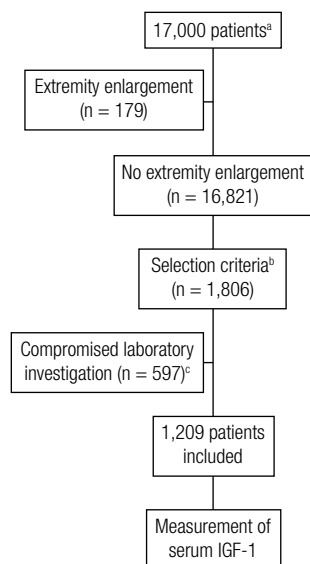 17,000 patientsᵃ
Extremity enlargement
(n = 179)
No extremity enlargement
(n = 16,821)
Selection criteriaᵇ
(n = 1,806)
Compromised laboratory
investigation (n = 597)ᶜ
1,209 patients
included
Measurement of
serum IGF-1